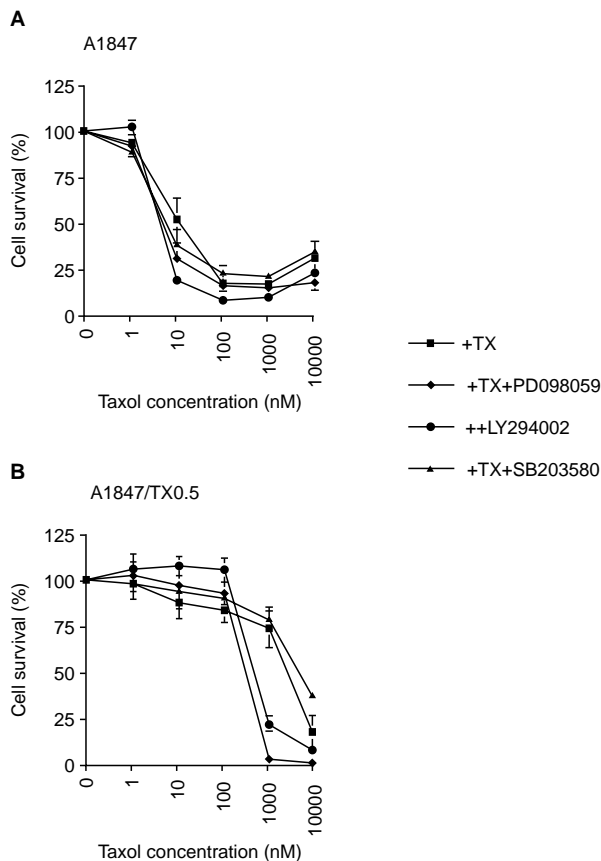 A
A1847
125
100
75
50
25
0
Cell survival (%)
0
1
10
100
1000
10000
Taxol concentration (nM)
+TX
+TX+PD098059
++LY294002
+TX+SB203580
B
A1847/TX0.5
125
100
75
50
25
0
Cell survival (%)
0
1
10
100
1000
10000
Taxol concentration (nM)